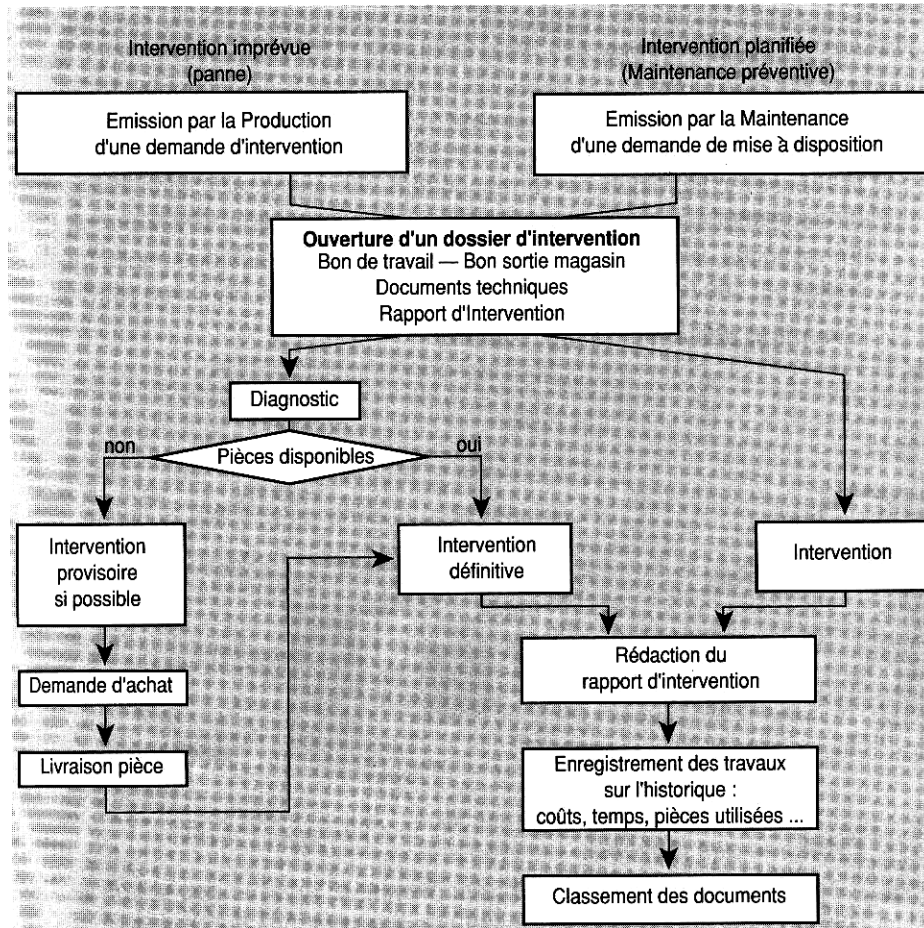 Intervention imprévue
(panne)
Intervention planifiée
(Maintenance préventive)
Emission par la Production
d'une demande d'intervention
Emission par la Maintenance
d'une demande de mise à disposition
Ouverture d'un dossier d'intervention
Bon de travail — Bon sortie magasin
Documents techniques
Rapport d'Intervention
Diagnostic
non
Pièces disponibles
oui
Intervention
provisoire
si possible
Intervention
définitive
Intervention
Demande d'achat
Rédaction du
rapport d'intervention
Livraison pièce
Enregistrement des travaux
sur l'historique :
coûts, temps, pièces utilisées ...
Classement des documents